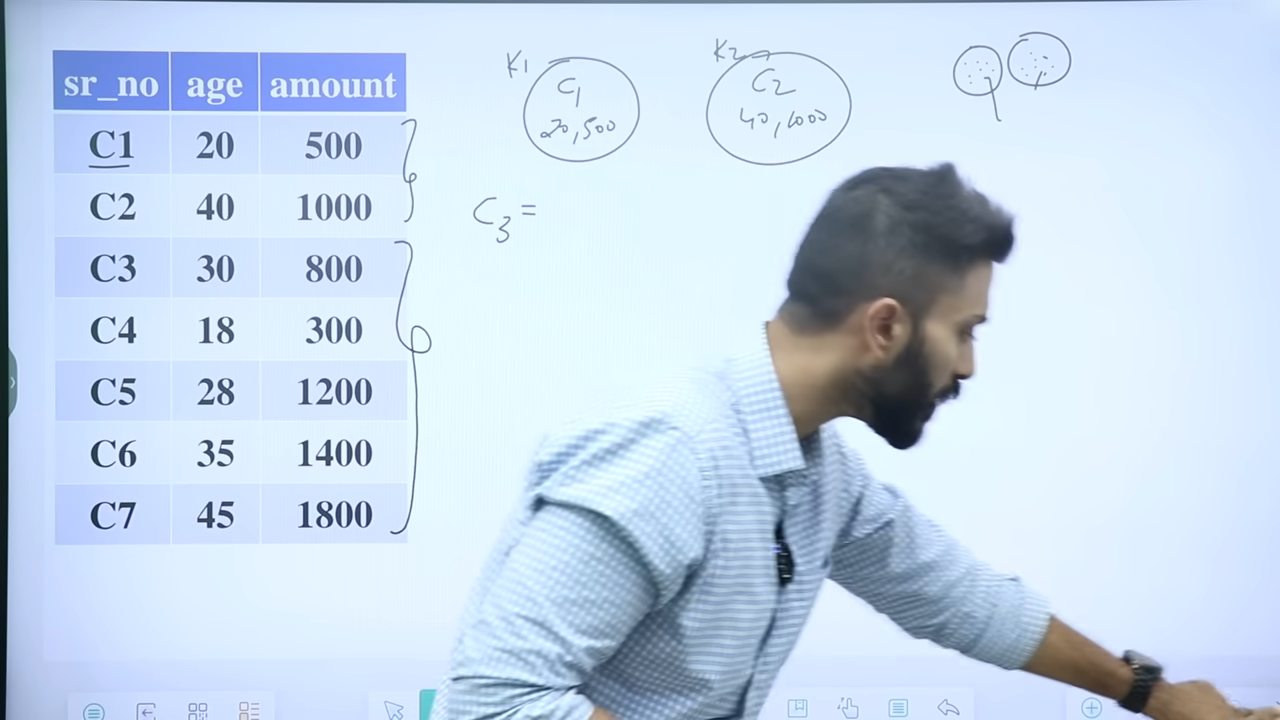 sr_no age amount
C1 20 500
C2 40 1000
C3 30 800
C4 18 300
C5 28 1200
C6 35 1400
C7 45 1800
K1
C1
20,500
K2
C2
40,1000
C3 =